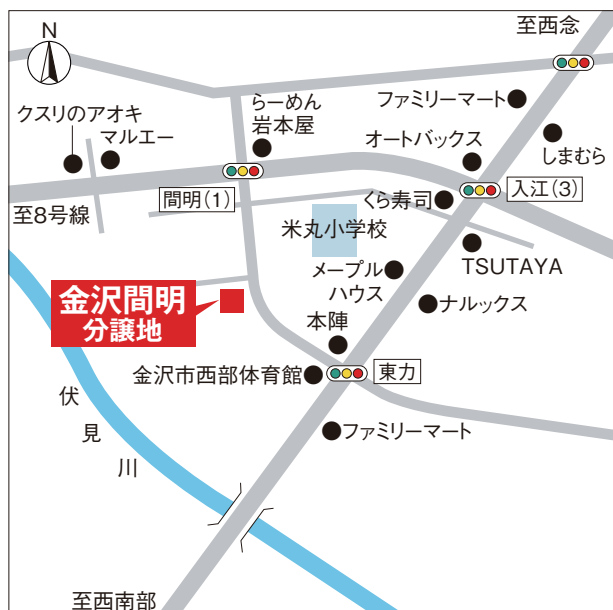 至西念
N
ファミリーマート
らーめん
岩本屋
クスリのアオキ
マルエー
オートバックス
しまむら
間明(1)
くら寿司
入江(3)
至8号線
米丸小学校
TSUTAYA
メープル
ハウス
ナルックス
金沢間明
分譲地
本陣
金沢市西部体育館
東力
ファミリーマート
伏見川
至西南部